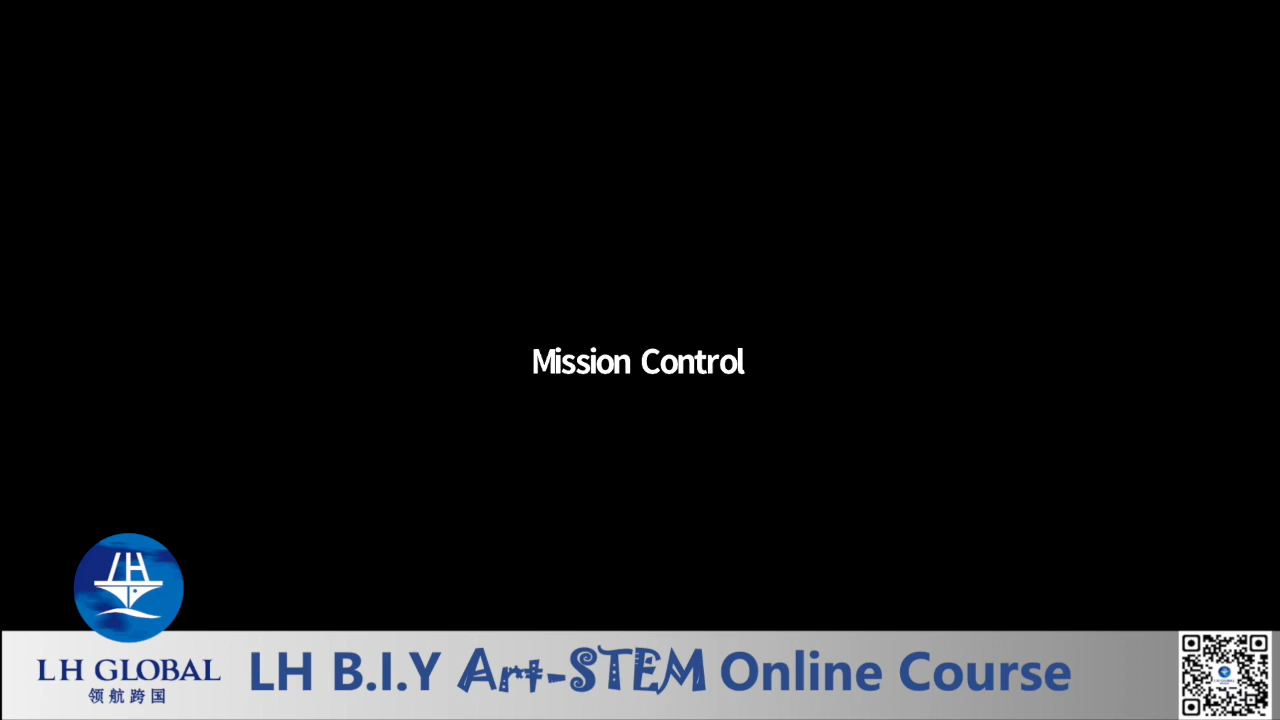 Mission Control
LH
LH GLOBAL
领航跨国
LH B.I.Y Art-STEM Online Course